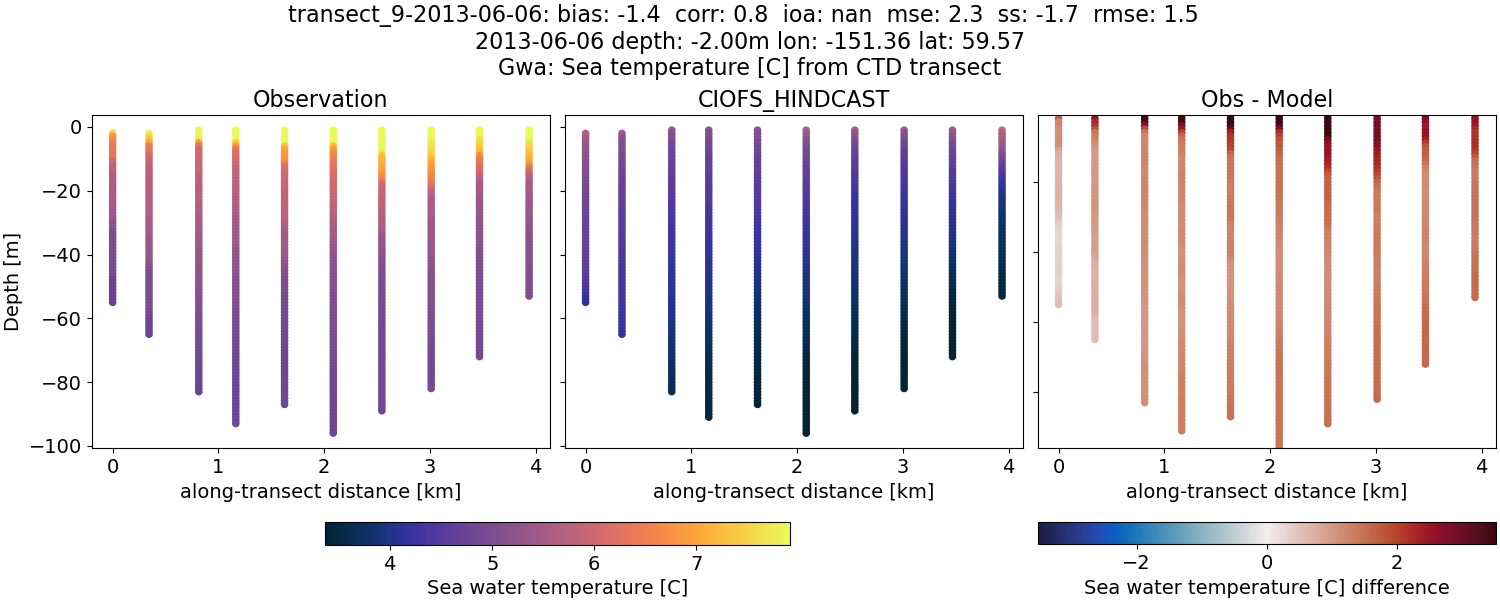 transect_9-2013-06-06: bias: -1.4  corr: 0.8  ioa: nan  mse: 2.3  ss: -1.7  rmse: 1.5
2013-06-06 depth: -2.00m lon: -151.36 lat: 59.57
Gwa: Sea temperature [C] from CTD transect
Observation
CIOFS_HINDCAST
Obs - Model
Depth [m]
0
−20
−40
−60
−80
−100
0 1 2 3 4
0 1 2 3 4
0 1 2 3 4
along-transect distance [km]
along-transect distance [km]
along-transect distance [km]
4 5 6 7
Sea water temperature [C]
−2 0 2
Sea water temperature [C] difference